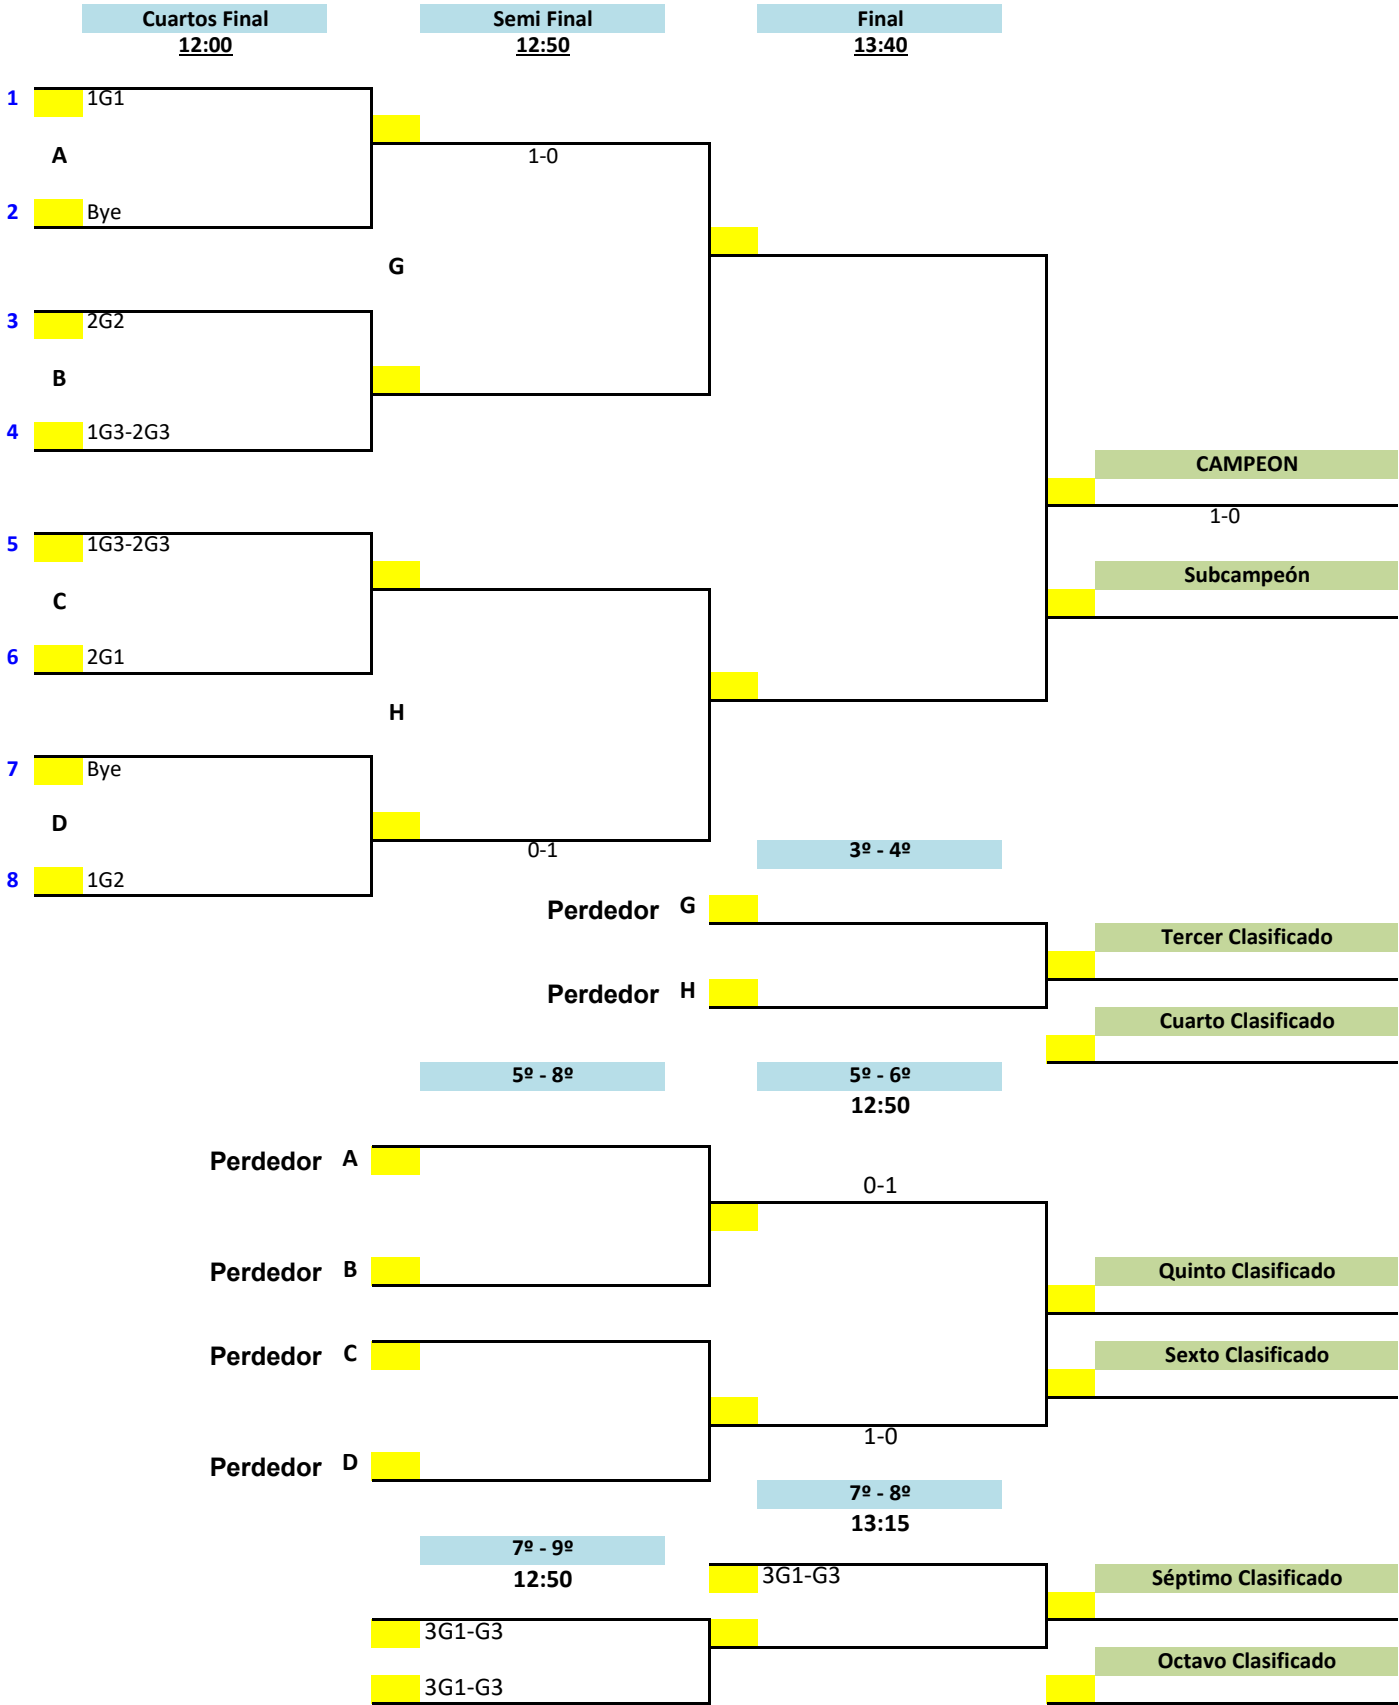 Cuartos Final Semi Final Final
12:00 12:50 13:40
1 1G1
A 1-0
2 Bye
G
3 2G2
B
4 1G3-2G3
CAMPEON
1-0
5 1G3-2G3
Subcampeón
C
6 2G1
H
7 Bye
D
0-1 3º - 4º
8 1G2
Perdedor G
Tercer Clasificado
Perdedor H
Cuarto Clasificado
5º - 8º 5º - 6º
12:50
Perdedor A
0-1
Perdedor B Quinto Clasificado
Perdedor C Sexto Clasificado
1-0
Perdedor D
7º - 8º
13:15
7º - 9º
12:50 3G1-G3 Séptimo Clasificado
3G1-G3
Octavo Clasificado
3G1-G3